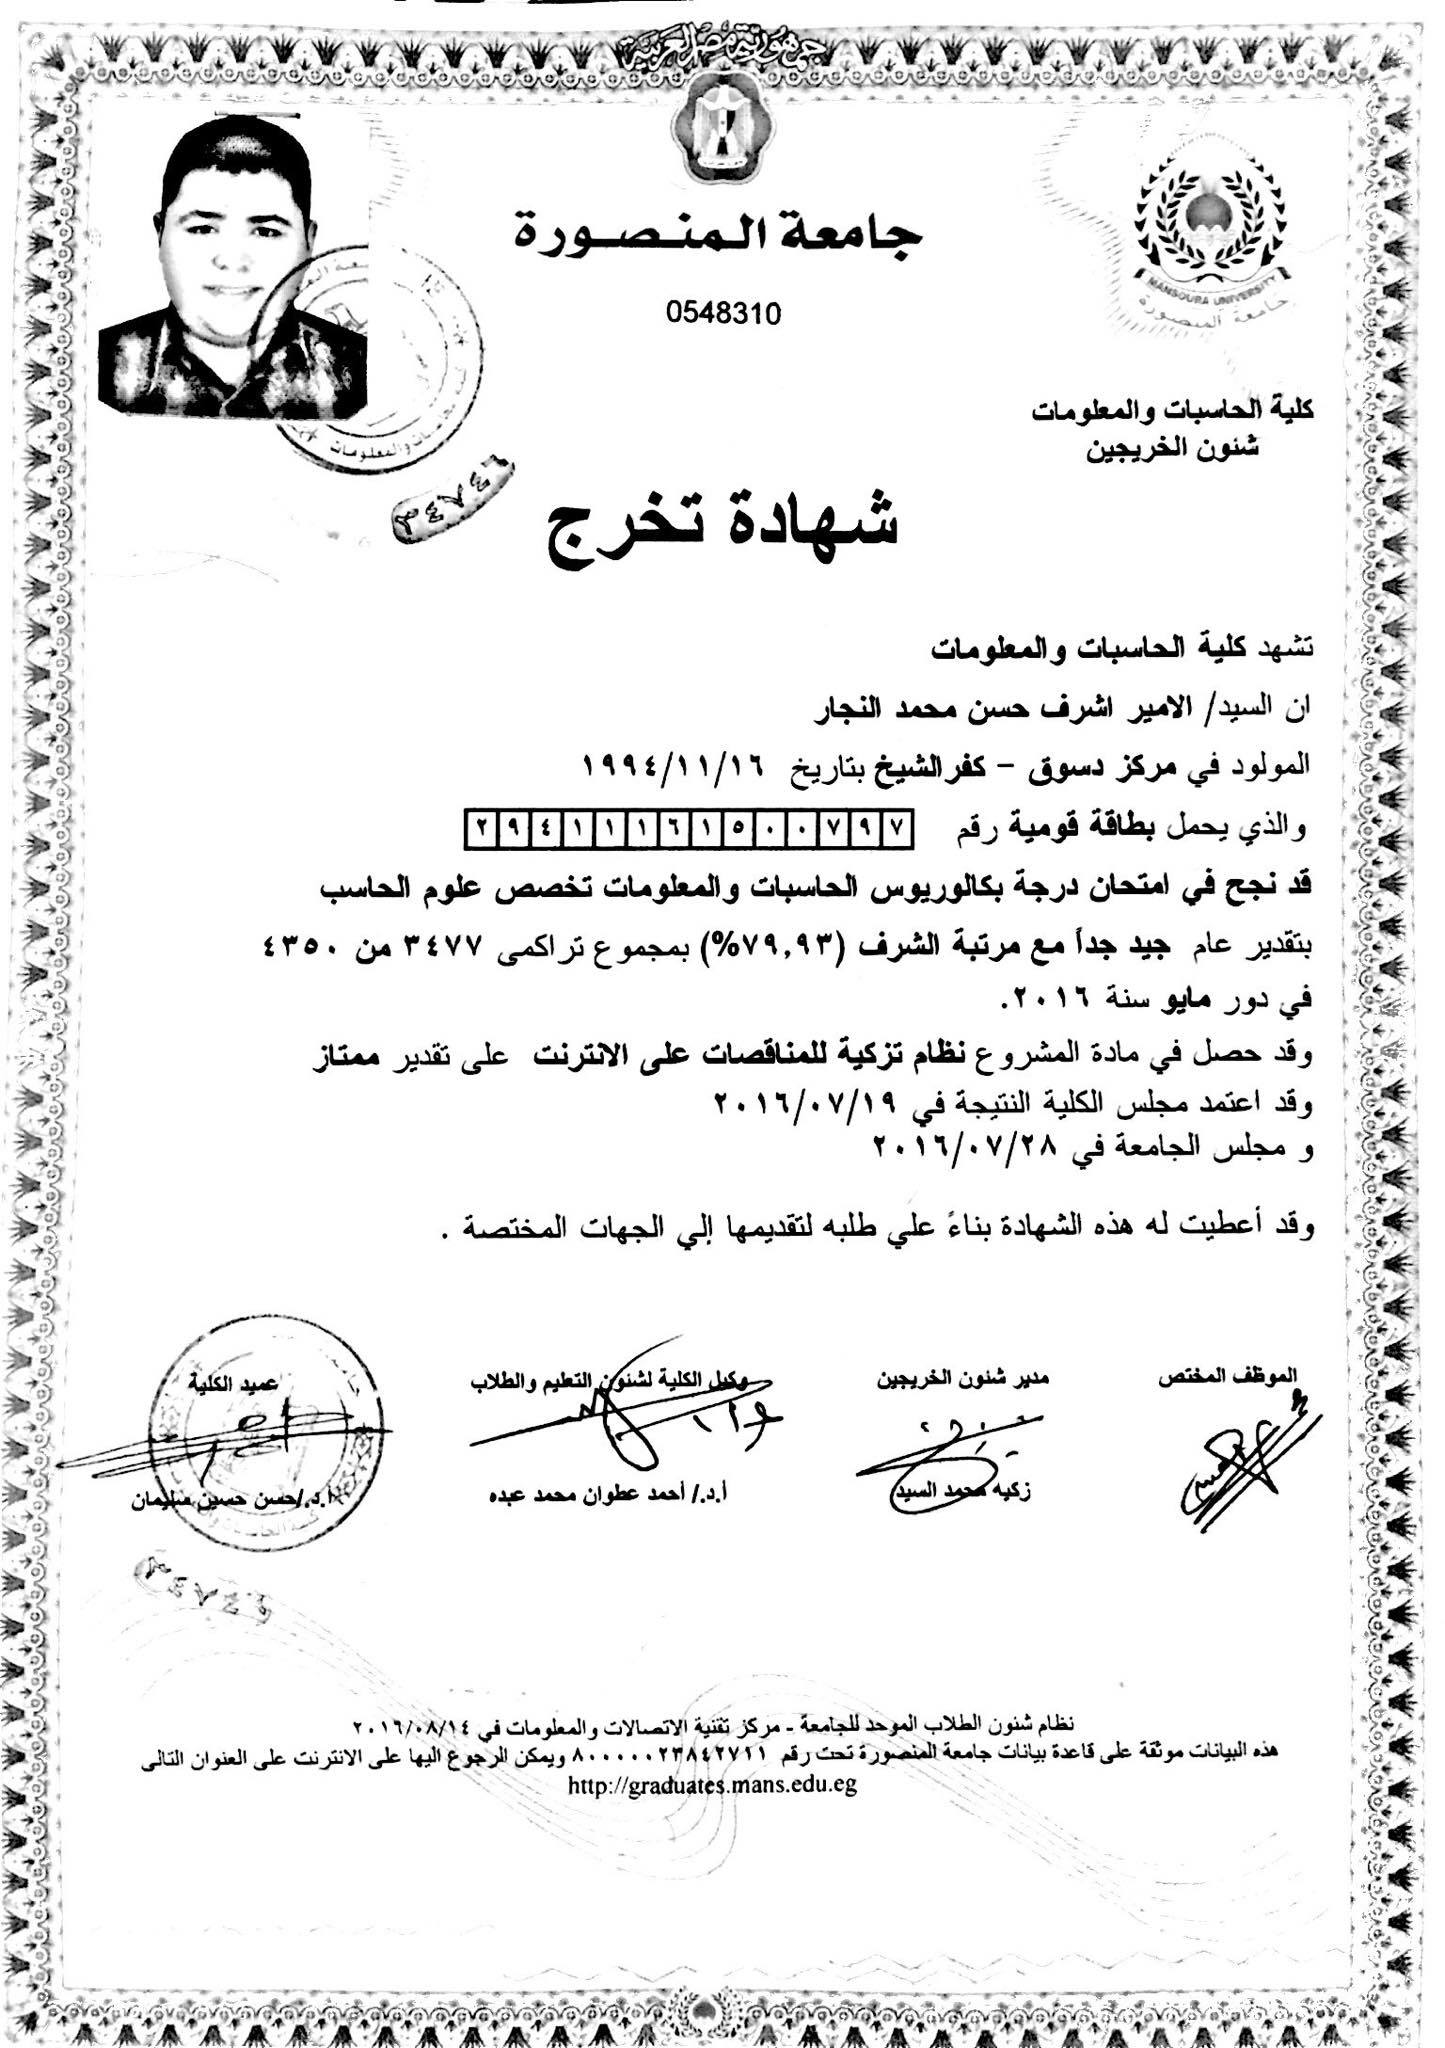 جمهورية مصر العربية
جامعة المنصورة
0548310
MANSOURA UNIVERSITY
جامعة المنصورة
كلية الحاسبات والمعلومات
شئون الخريجين
٣٤٧٤٦
شهادة تخرج
تشهد كلية الحاسبات والمعلومات
ان السيد/ الامير اشرف حسن محمد النجار
المولود في مركز دسوق - كفرالشيخ بتاريخ ١٩٩٤/١١/١٦
والذي يحمل بطاقة قومية رقم ٢٩٤١١١٦١٥٠٠٧٩٧
قد نجح في امتحان درجة بكالوريوس الحاسبات والمعلومات تخصص علوم الحاسب
بتقدير عام جيد جداً مع مرتبة الشرف (٧٩,٩٣%) بمجموع تراكمى ٣٤٧٧ من ٤٣٥٠
في دور مايو سنة ٢٠١٦.
وقد حصل في مادة المشروع نظام تزكية للمناقصات على الانترنت على تقدير ممتاز
وقد اعتمد مجلس الكلية النتيجة في ٢٠١٦/٠٧/١٩
و مجلس الجامعة في ٢٠١٦/٠٧/٢٨
وقد أعطيت له هذه الشهادة بناءً علي طلبه لتقديمها إلي الجهات المختصة .
الموظف المختص مدير شئون الخريجين وكيل الكلية لشئون التعليم والطلاب عميد الكلية
زكيه محمد السيد أ.د./ أحمد عطوان محمد عبده أ.د./حسن حسين سليمان
٣٤٧٤٦
نظام شئون الطلاب الموحد للجامعة - مركز تقنية الاتصالات والمعلومات في ٢٠١٦/٠٨/١٤
هذه البيانات موثقة على قاعدة بيانات جامعة المنصورة تحت رقم ٨٠٠٠٠٠٠٢٣٨٤٢٧١١ ويمكن الرجوع اليها على الانترنت على العنوان التالى
http://graduates.mans.edu.eg